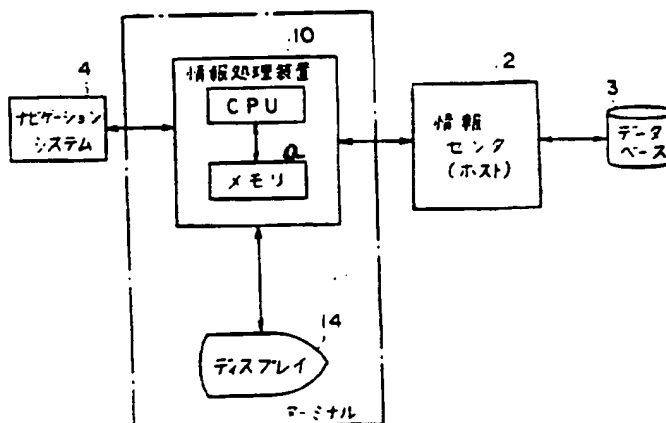 4
ナビゲーション
システム
10
情報処理装置
CPU
a
メモリ
2
情報
センタ
(ホスト)
3
データ
ベース
14
ディスプレイ
ターミナル